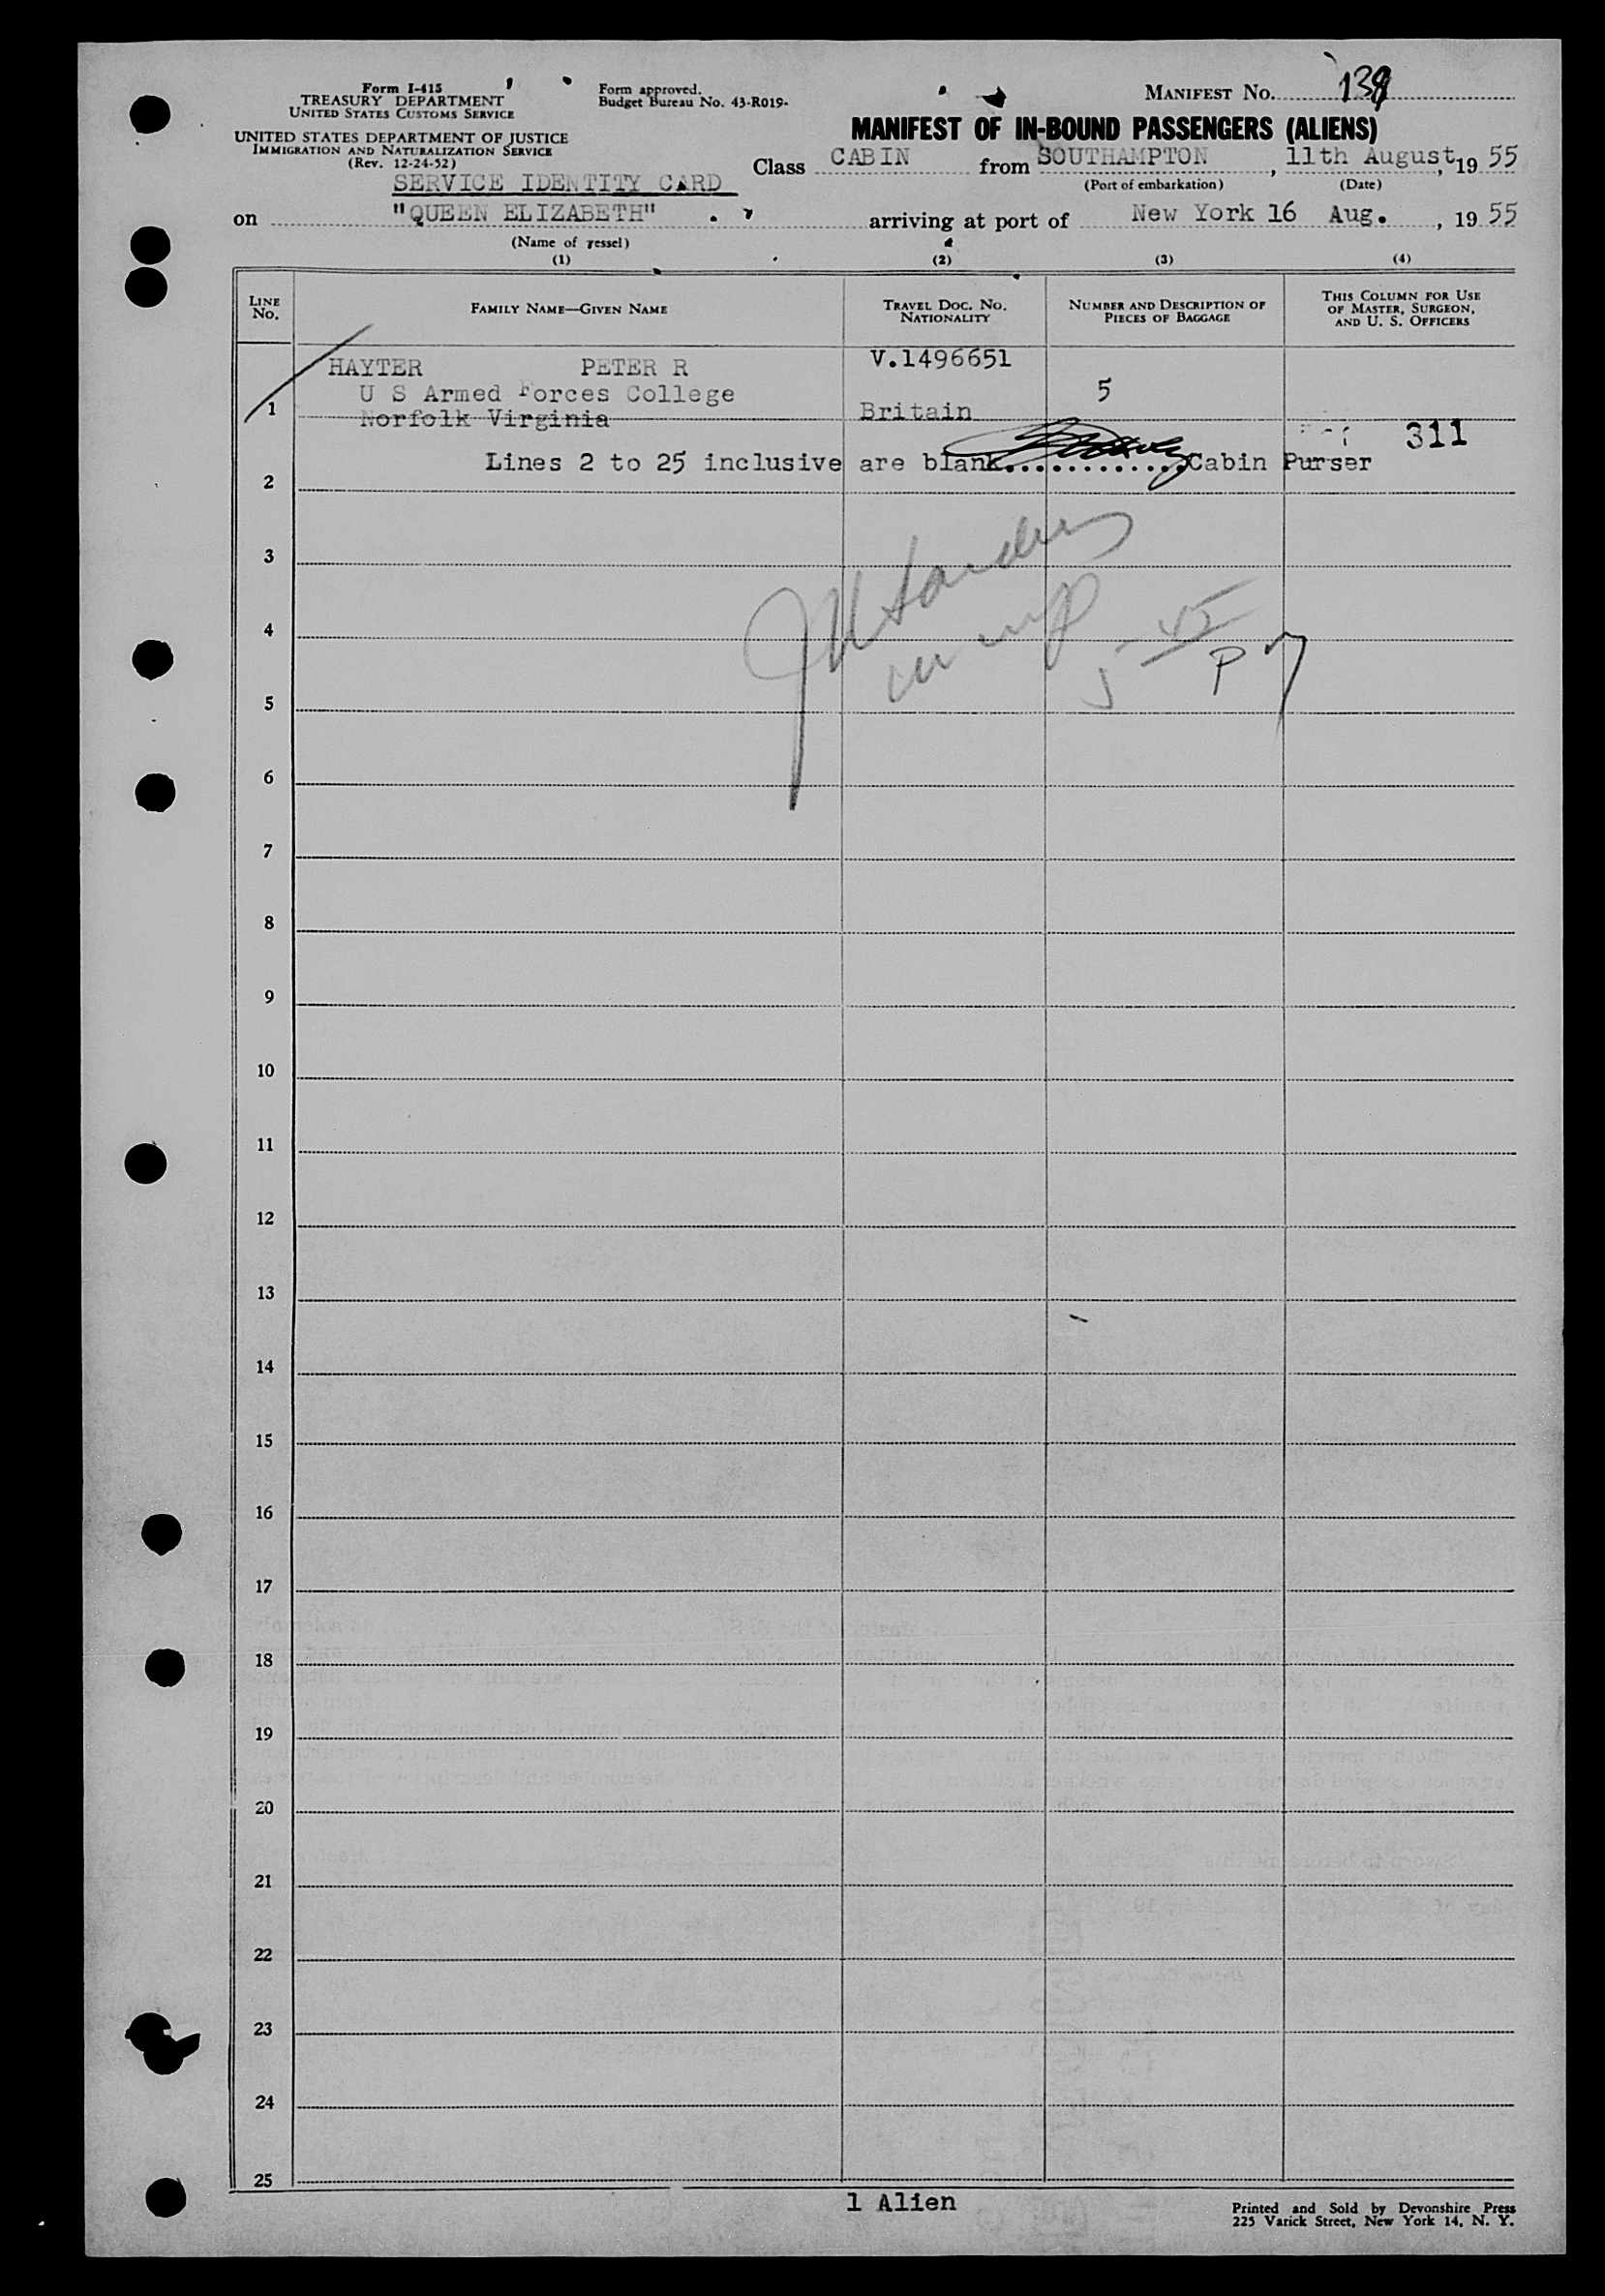 Form I-415
TREASURY DEPARTMENT
UNITED STATES CUSTOMS SERVICE
UNITED STATES DEPARTMENT OF JUSTICE
IMMIGRATION AND NATURALIZATION SERVICE
(Rev. 12-24-52)
Form approved.
Budget Bureau No. 43-R019-
MANIFEST NO.
MANIFEST OF IN-BOUND PASSENGERS (ALIENS)
Class CABIN from SOUTHAMPTON, 11th August, 19 55
(Port of embarkation) (Date)
SERVICE IDENTITY CARD
on "QUEEN ELIZABETH" arriving at port of New York 16 Aug. , 19 55
(Name of vessel)
(1) (2) (3) (4)
LINE NO. FAMILY NAME—GIVEN NAME TRAVEL DOC. NO. NATIONALITY NUMBER AND DESCRIPTION OF PIECES OF BAGGAGE THIS COLUMN FOR USE OF MASTER, SURGEON, AND U. S. OFFICERS
HAYTER PETER R V.1496651
U S Armed Forces College 5
1 Norfolk Virginia Britain
311
Lines 2 to 25 inclusive are blank.............Cabin Purser
2
3
4
5
6
7
8
9
10
11
12
13
14
15
16
17
18
19
20
21
22
23
24
25
1 Alien
Printed and Sold by Devonshire Press
225 Varick Street, New York 14, N. Y.